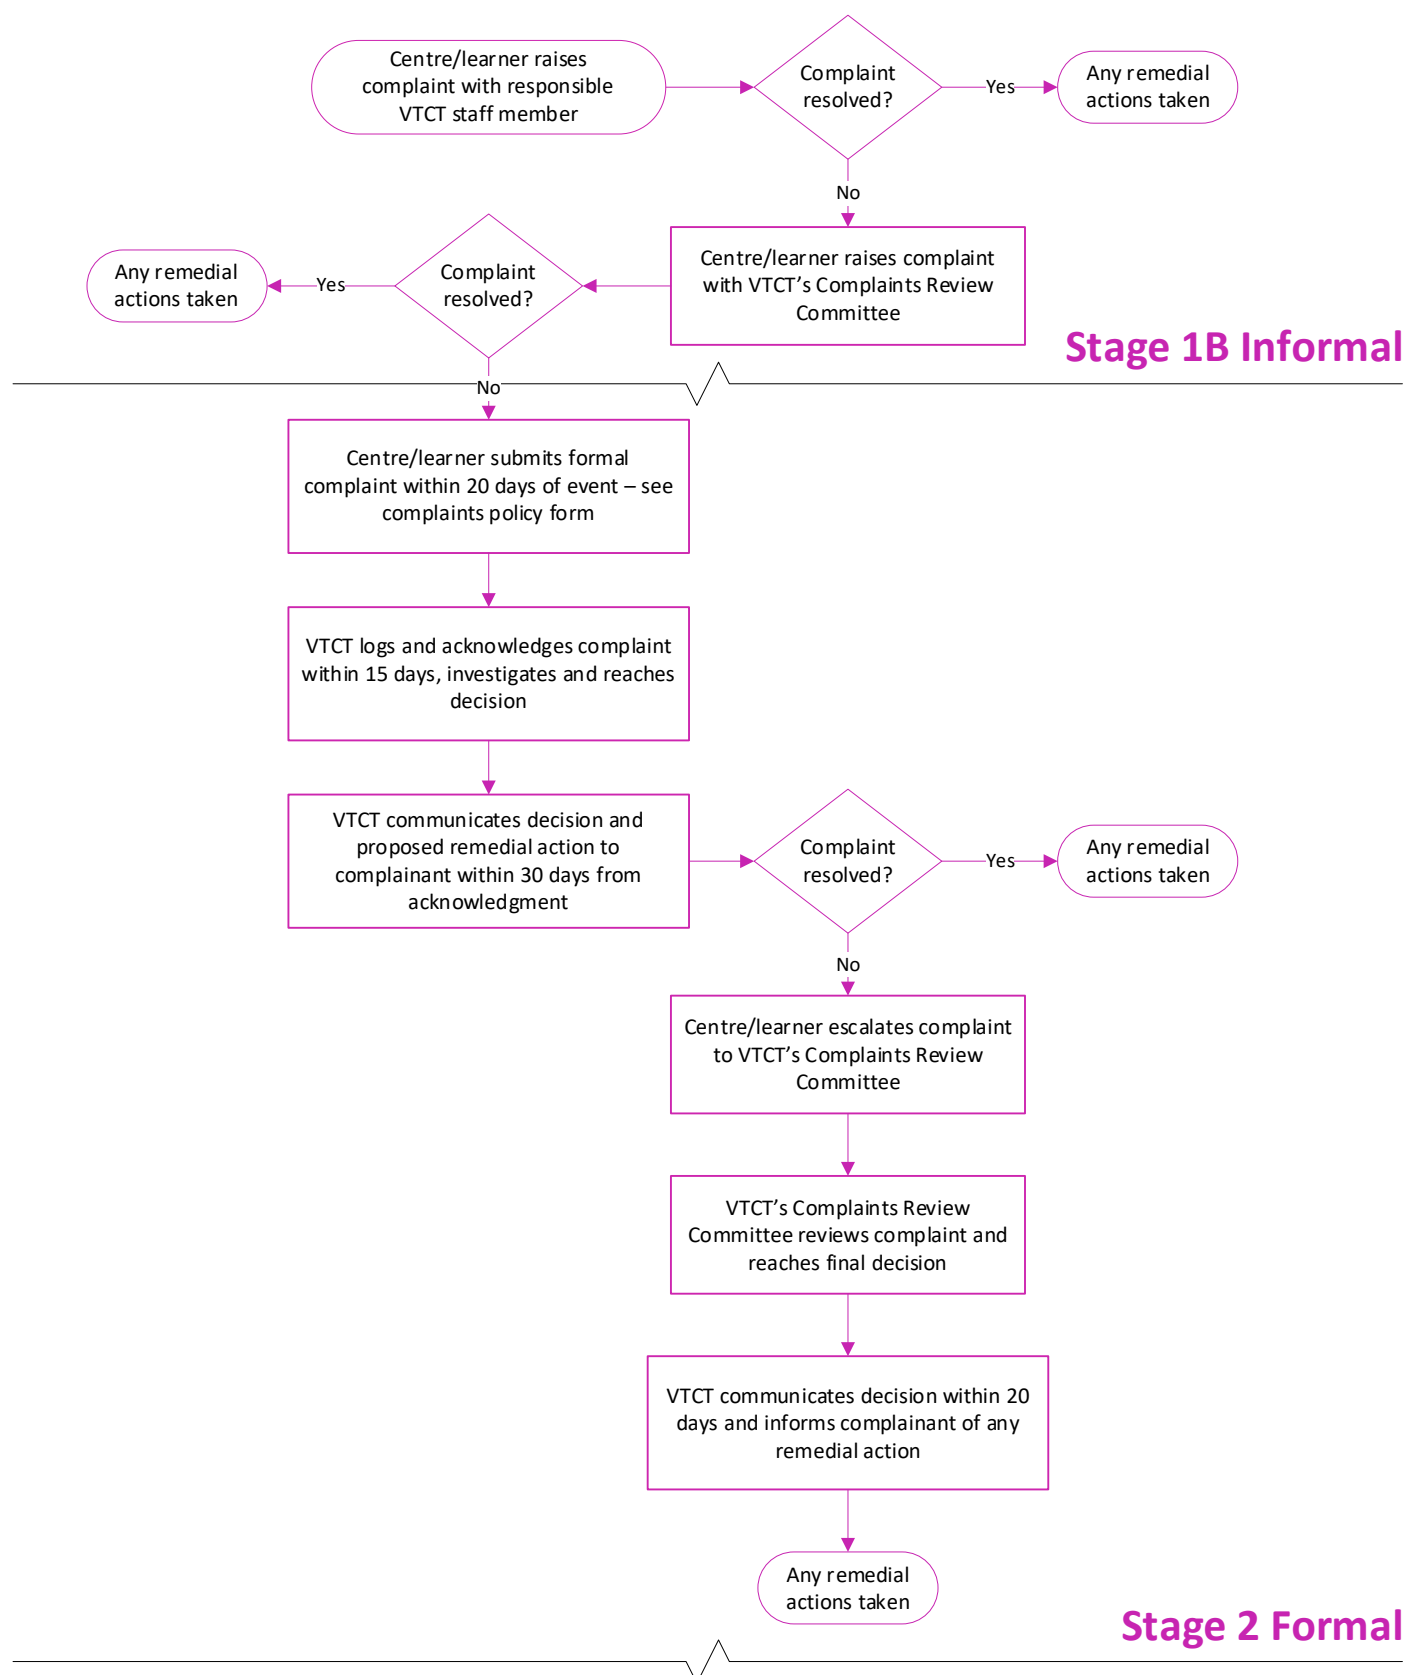 Centre/learner raises
complaint with responsible
VTCT staff member
Complaint
resolved?
Yes
Any remedial
actions taken
No
Centre/learner raises complaint
with VTCT’s Complaints Review
Committee
Complaint
resolved?
Yes
Any remedial
actions taken
Stage 1B Informal
No
Centre/learner submits formal
complaint within 20 days of event – see
complaints policy form
VTCT logs and acknowledges complaint
within 15 days, investigates and reaches
decision
VTCT communicates decision and
proposed remedial action to
complainant within 30 days from
acknowledgment
Complaint
resolved?
Yes
Any remedial
actions taken
No
Centre/learner escalates complaint
to VTCT’s Complaints Review
Committee
VTCT’s Complaints Review
Committee reviews complaint and
reaches final decision
VTCT communicates decision within 20
days and informs complainant of any
remedial action
Any remedial
actions taken
Stage 2 Formal